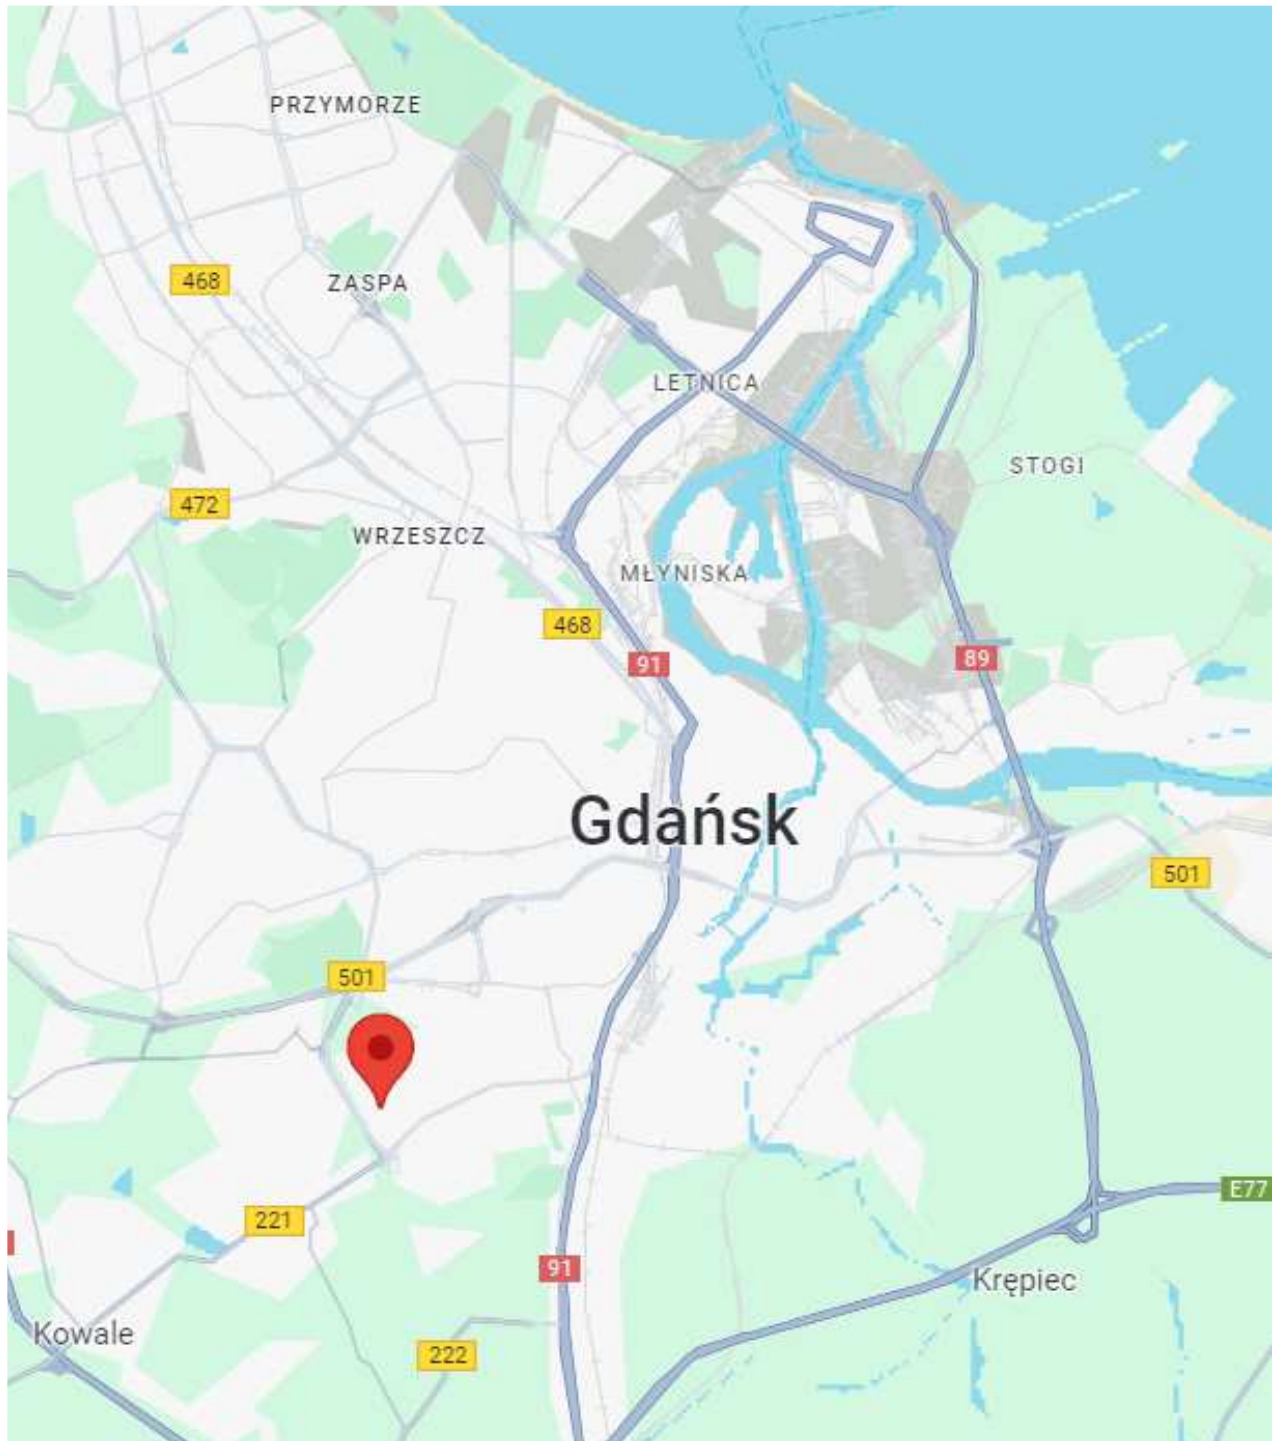 PRZYMORZE
468
ZASPA
LETNICA
STOGI
472
WRZESZCZ
MŁYNISKA
468
91
89
Gdańsk
501
501
E77
221
91
Krępiec
Kowale
222